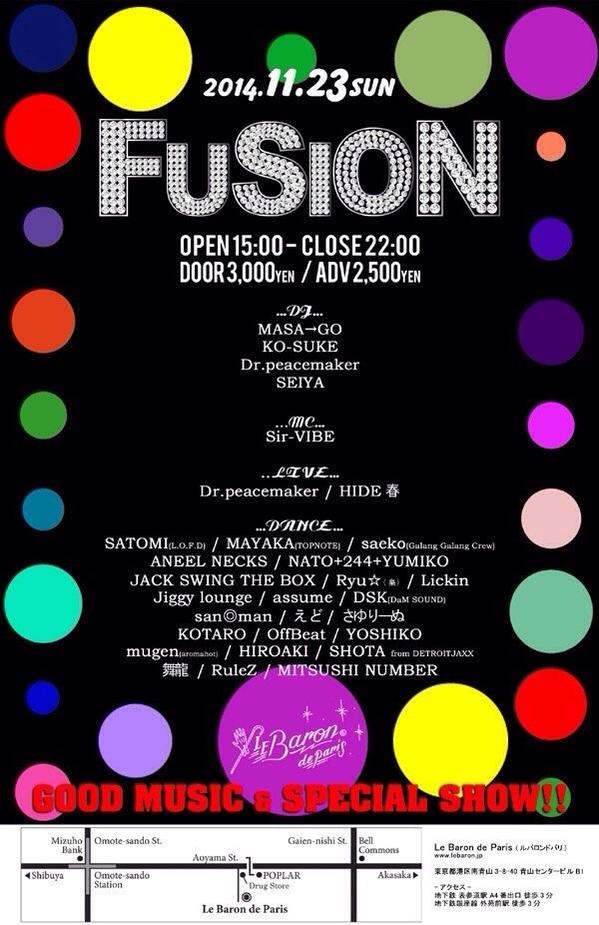 2014.11.23SUN
FUSION
OPEN 15:00 – CLOSE 22:00
DOOR 3,000YEN / ADV 2,500YEN
...DJ...
MASA→GO
KO-SUKE
Dr.peacemaker
SEIYA
...MC...
Sir-VIBE
...LIVE...
Dr.peacemaker / HIDE 春
...DANCE...
SATOMI(L.O.F.D) / MAYAKA(TOPNOTE) / saeko(Galang Galang Crew)
ANEEL NECKS / NATO+244+YUMIKO
JACK SWING THE BOX / Ryu☆ / Lickin
Jiggy lounge / assume / DSK(DaM SOUND)
san◎man / えど / さゆりーぬ
KOTARO / OffBeat / YOSHIKO
mugen(aromahot) / HIROAKI / SHOTA from DETROITJAXX
舞龍 / RuleZ / MITSUSHI NUMBER
LE Baron
de Paris
GOOD MUSIC & SPECIAL SHOW!!
Mizuho Bank
Omote-sando St.
Gaien-nishi St.
Bell Commons
Aoyama St.
◀Shibuya
Omote-sando Station
POPLAR
Drug Store
Akasaka▶
Le Baron de Paris
Le Baron de Paris (ルバロンドパリ)
www.lebaron.jp
東京都港区南青山 3-8-40 青山センタービル B1
- アクセス -
地下鉄 表参道駅 A4 番出口 徒歩 3 分
地下鉄銀座線 外苑前駅 徒歩 3 分